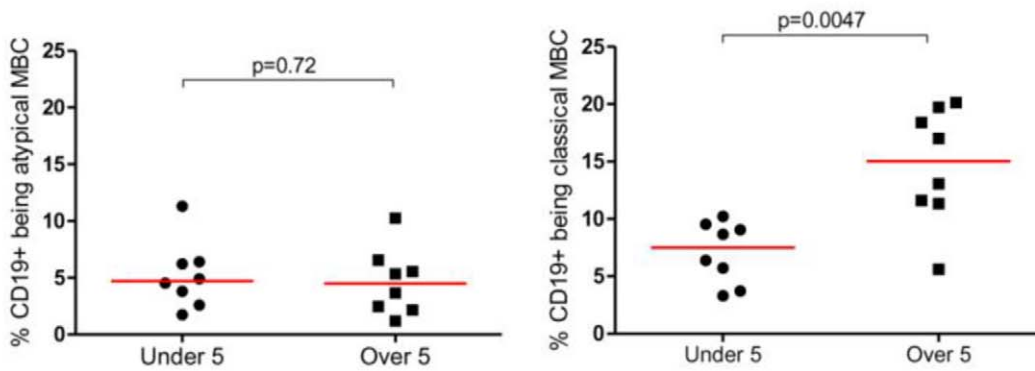 % CD19+ being atypical MBC
25
20
15
10
5
0
p=0.72
Under 5
Over 5
% CD19+ being classical MBC
25
20
15
10
5
0
p=0.0047
Under 5
Over 5